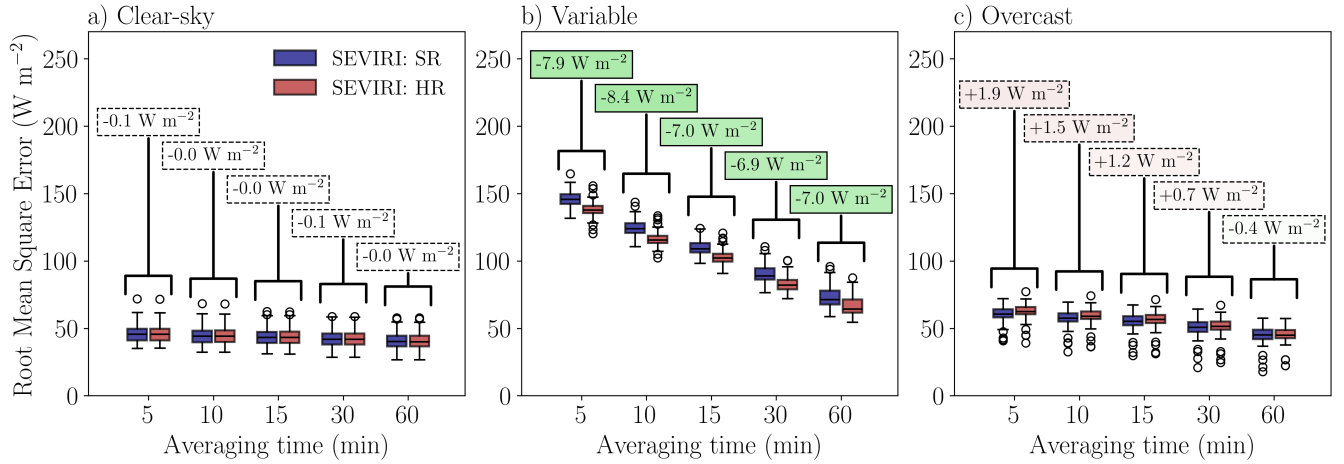 a) Clear-sky
Root Mean Square Error (W m⁻²)
250
200
150
100
50
0
SEVIRI: SR
SEVIRI: HR
-0.1 W m⁻²
-0.0 W m⁻²
-0.0 W m⁻²
-0.1 W m⁻²
-0.0 W m⁻²
5 10 15 30 60
Averaging time (min)
b) Variable
250
200
150
100
50
0
-7.9 W m⁻²
-8.4 W m⁻²
-7.0 W m⁻²
-6.9 W m⁻²
-7.0 W m⁻²
5 10 15 30 60
Averaging time (min)
c) Overcast
250
200
150
100
50
0
+1.9 W m⁻²
+1.5 W m⁻²
+1.2 W m⁻²
+0.7 W m⁻²
-0.4 W m⁻²
5 10 15 30 60
Averaging time (min)